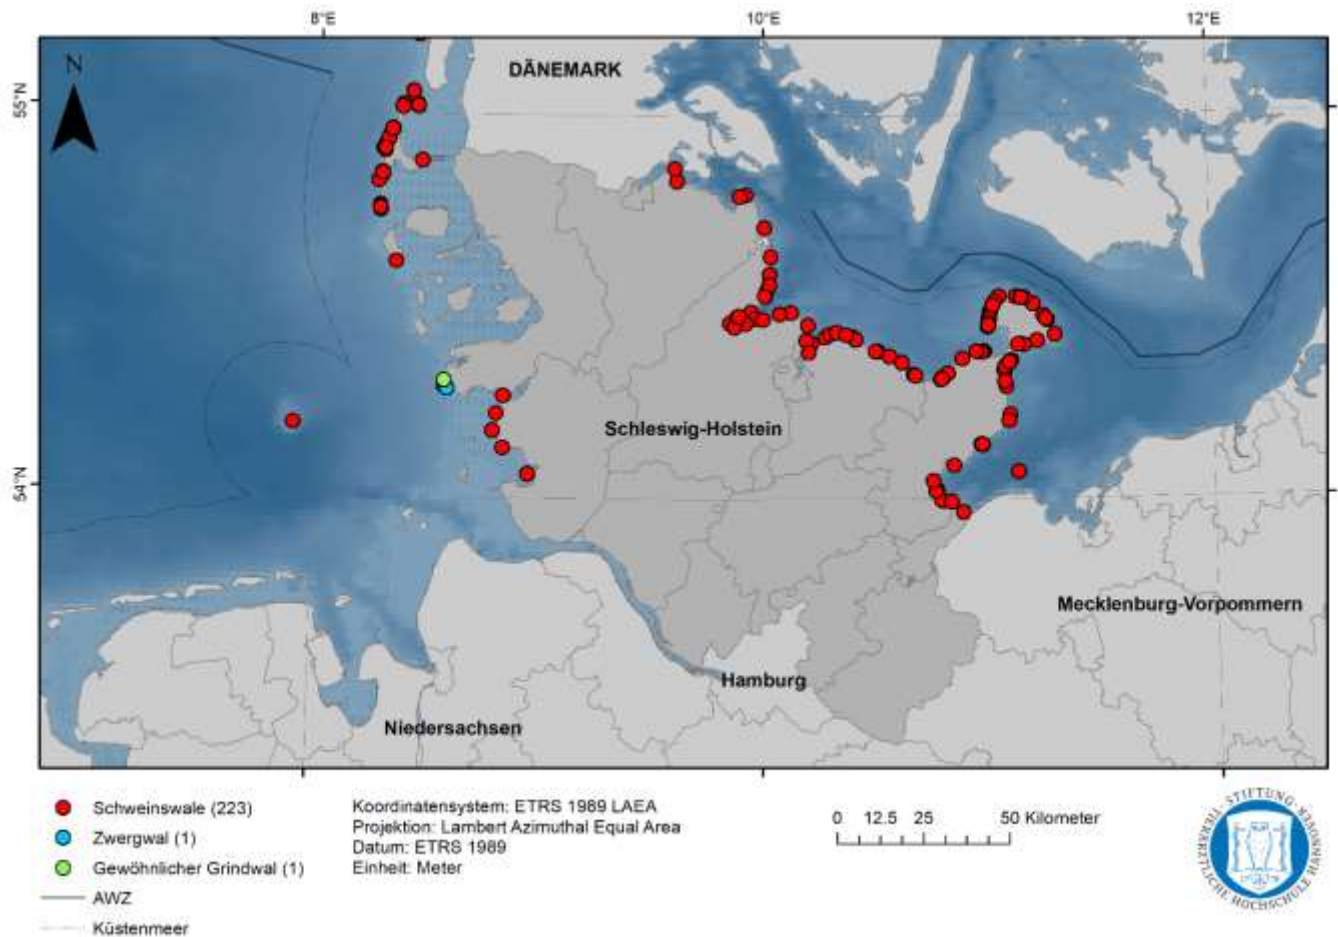 8°E 10°E 12°E
N
DÄNEMARK
55°N
55°N
Schleswig-Holstein
54°N
54°N
Mecklenburg-Vorpommern
Hamburg
Niedersachsen
Schweinswale (223)
Zwergwal (1)
Gewöhnlicher Grindwal (1)
AWZ
Küstenmeer
Koordinatensystem: ETRS 1989 LAEA
Projektion: Lambert Azimuthal Equal Area
Datum: ETRS 1989
Einheit: Meter
0 12.5 25 50 Kilometer
STIFTUNG
TIERÄRZTLICHE HOCHSCHULE HANNOVER